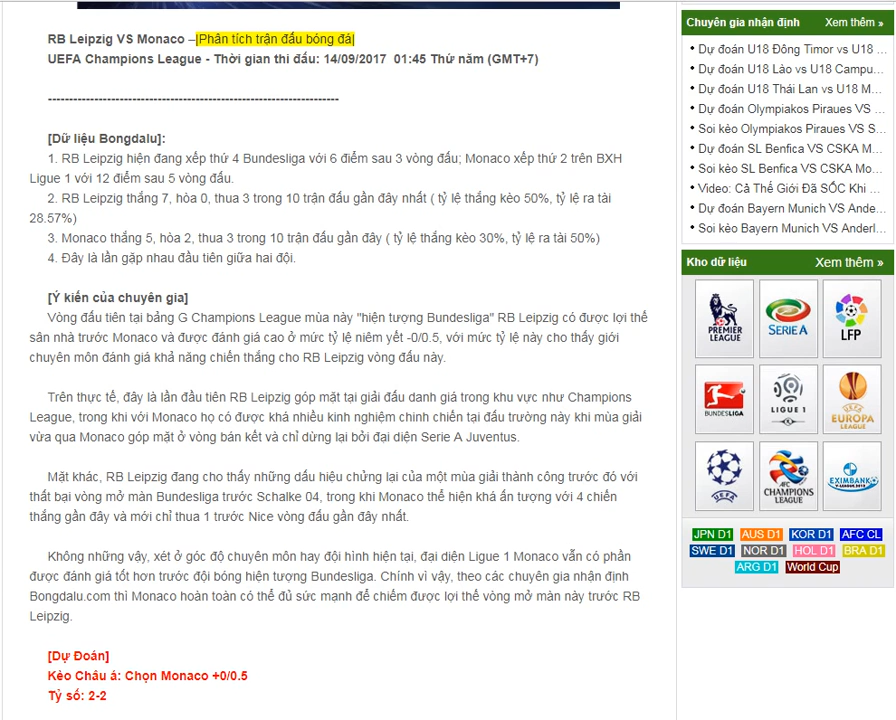 RB Leipzig VS Monaco –|Phân tích trận đấu bóng đá|
UEFA Champions League - Thời gian thi đấu: 14/09/2017 01:45 Thứ năm (GMT+7)
---------------------------------------------------------------------
[Dữ liệu Bongdalu]:
1. RB Leipzig hiện đang xếp thứ 4 Bundesliga với 6 điểm sau 3 vòng đấu; Monaco xếp thứ 2 trên BXH
Ligue 1 với 12 điểm sau 5 vòng đấu.
2. RB Leipzig thắng 7, hòa 0, thua 3 trong 10 trận đấu gần đây nhất ( tỷ lệ thắng kèo 50%, tỷ lệ ra tài
28.57%)
3. Monaco thắng 5, hòa 2, thua 3 trong 10 trận đấu gần đây ( tỷ lệ thắng kèo 30%, tỷ lệ ra tài 50%)
4. Đây là lần gặp nhau đầu tiên giữa hai đội.
[Ý kiến của chuyên gia]
Vòng đấu tiên tại bảng G Champions League mùa này "hiện tượng Bundesliga" RB Leipzig có được lợi thế
sân nhà trước Monaco và được đánh giá cao ở mức tỷ lệ niêm yết -0/0.5, với mức tỷ lệ này cho thấy giới
chuyên môn đánh giá khả năng chiến thắng cho RB Leipzig vòng đấu này.
Trên thực tế, đây là lần đầu tiên RB Leipzig góp mặt tại giải đấu danh giá trong khu vực như Champions
League, trong khi với Monaco họ có được khá nhiều kinh nghiệm chinh chiến tại đấu trường này khi mùa giải
vừa qua Monaco góp mặt ở vòng bán kết và chỉ dừng lại bởi đại diện Serie A Juventus.
Mặt khác, RB Leipzig đang cho thấy những dấu hiệu chững lại của một mùa giải thành công trước đó với
thất bại vòng mở màn Bundesliga trước Schalke 04, trong khi Monaco thể hiện khá ấn tượng với 4 chiến
thắng gần đây và mới chỉ thua 1 trước Nice vòng đấu gần đây nhất.
Không những vậy, xét ở góc độ chuyên môn hay đội hình hiện tại, đại diện Ligue 1 Monaco vẫn có phần
được đánh giá tốt hơn trước đội bóng hiện tượng Bundesliga. Chính vì vậy, theo các chuyên gia nhận định
Bongdalu.com thì Monaco hoàn toàn có thể đủ sức mạnh để chiếm được lợi thế vòng mở màn này trước RB
Leipzig.
[Dự Đoán]
Kèo Châu á: Chọn Monaco +0/0.5
Tỷ số: 2-2
Chuyên gia nhận định Xem thêm »
Dự đoán U18 Đông Timor vs U18 ...
Dự đoán U18 Lào vs U18 Campu...
Dự đoán U18 Thái Lan vs U18 M...
Dự đoán Olympiakos Piraues VS ...
Soi kèo Olympiakos Piraues VS S...
Dự đoán SL Benfica VS CSKA M...
Soi kèo SL Benfica VS CSKA Mo...
Video: Cả Thế Giới Đã SỐC Khi ...
Dự đoán Bayern Munich VS Ande...
Soi kèo Bayern Munich VS Anderl...
Kho dữ liệu Xem thêm »
PREMIER LEAGUE
SERIE A
LFP
BUNDESLIGA
LIGUE 1
UEFA EUROPA LEAGUE
UEFA
AFC CHAMPIONS LEAGUE
EXIMBANK
JPN D1 AUS D1 KOR D1 AFC CL
SWE D1 NOR D1 HOL D1 BRA D1
ARG D1 World Cup